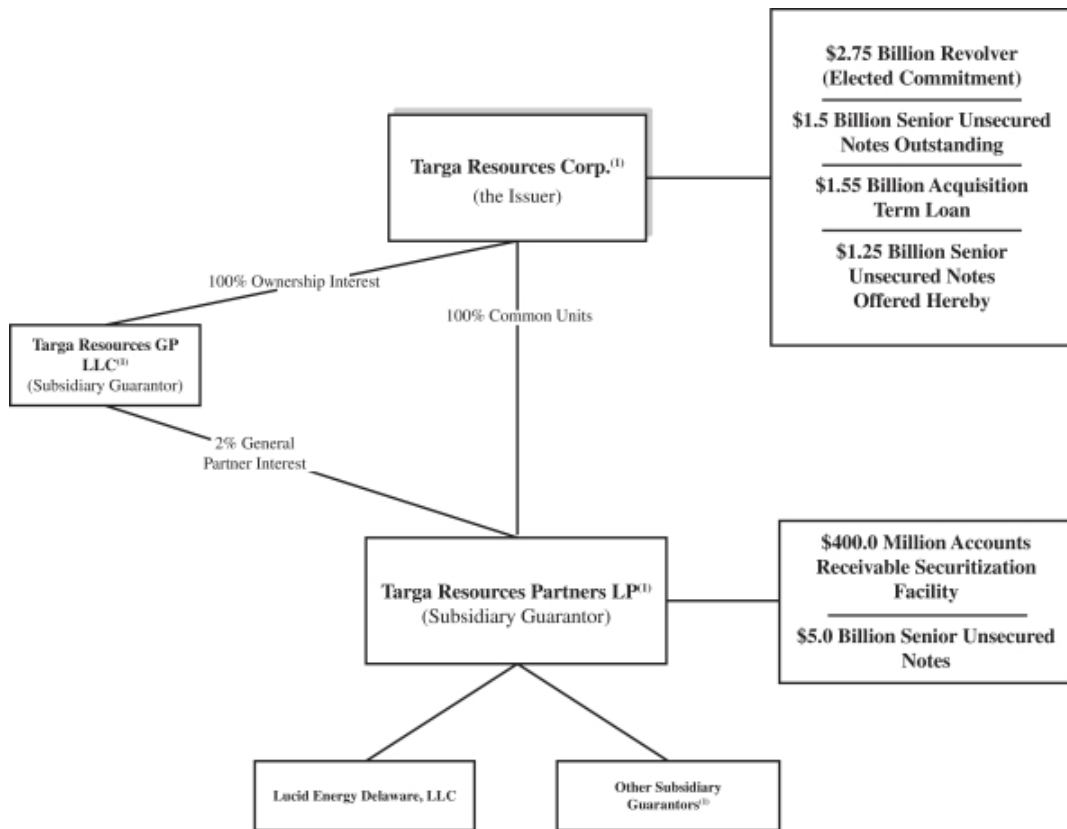 $2.75 Billion Revolver
(Elected Commitment)
$1.5 Billion Senior Unsecured
Notes Outstanding
$1.55 Billion Acquisition
Term Loan
$1.25 Billion Senior
Unsecured Notes
Offered Hereby
Targa Resources Corp.(1)
(the Issuer)
100% Ownership Interest
100% Common Units
Targa Resources GP
LLC(1)
(Subsidiary Guarantor)
2% General
Partner Interest
Targa Resources Partners LP(1)
(Subsidiary Guarantor)
$400.0 Million Accounts
Receivable Securitization
Facility
$5.0 Billion Senior Unsecured
Notes
Lucid Energy Delaware, LLC
Other Subsidiary
Guarantors(1)